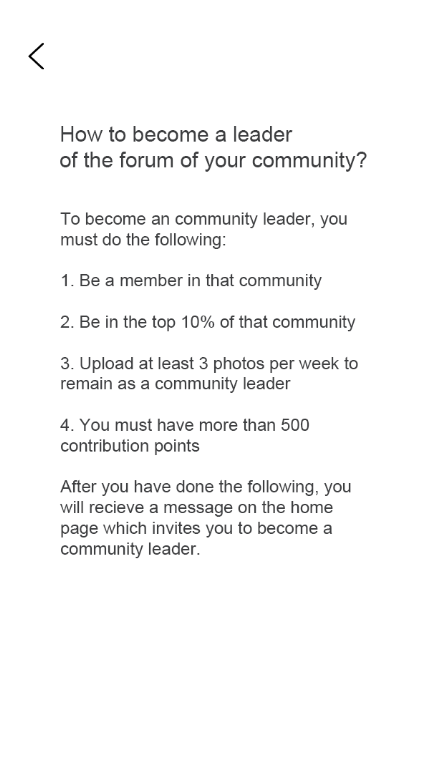 How to become a leader
of the forum of your community?
To become an community leader, you
must do the following:
1. Be a member in that community
2. Be in the top 10% of that community
3. Upload at least 3 photos per week to
remain as a community leader
4. You must have more than 500
contribution points
After you have done the following, you
will recieve a message on the home
page which invites you to become a
community leader.